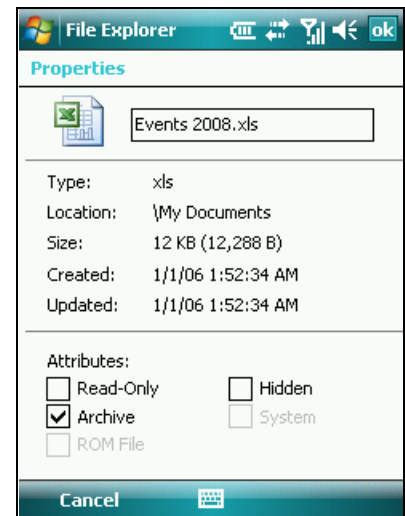 File Explorer ok
Properties
Events 2008.xls
Type: xls
Location: \My Documents
Size: 12 KB (12,288 B)
Created: 1/1/06 1:52:34 AM
Updated: 1/1/06 1:52:34 AM
Attributes:
Read-Only Hidden
Archive System
ROM File
Cancel